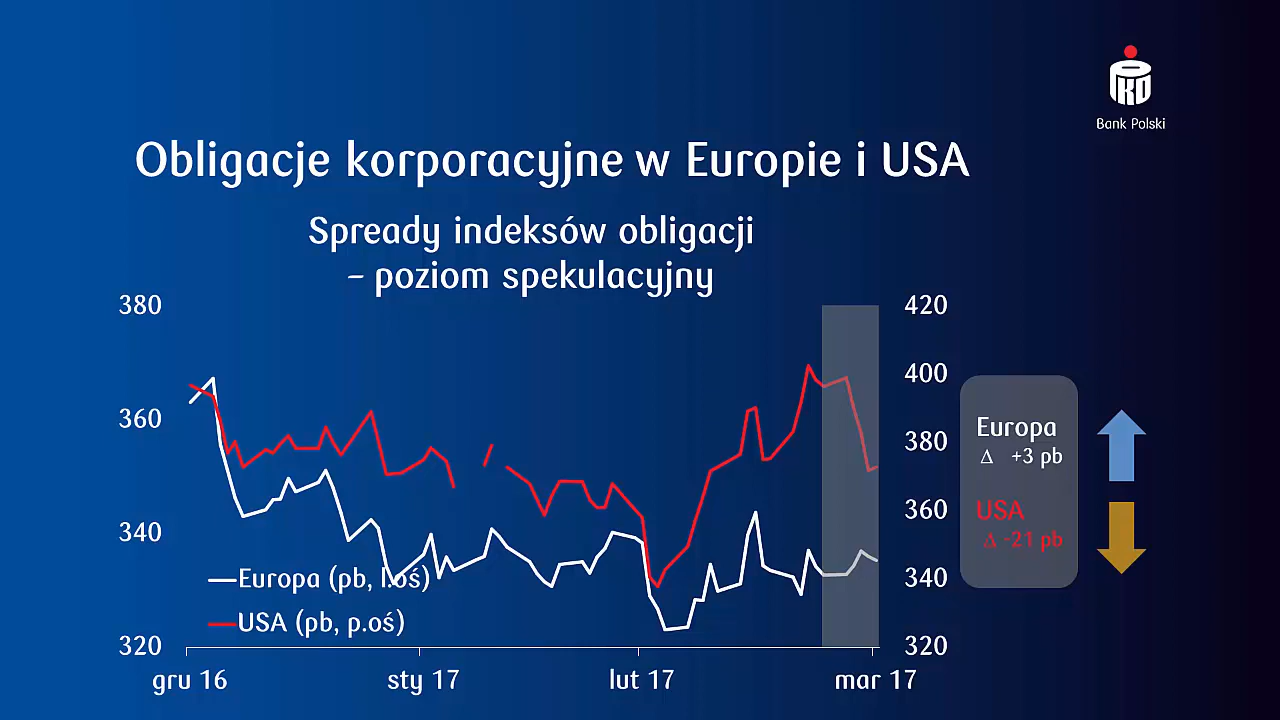 PKO
Bank Polski
Obligacje korporacyjne w Europie i USA
Spready indeksów obligacji
– poziom spekulacyjny
380
360
340
320
420
400
380
360
340
320
Europa (pb, l.oś)
USA (pb, p.oś)
gru 16
sty 17
lut 17
mar 17
Europa
Δ +3 pb
USA
Δ -21 pb